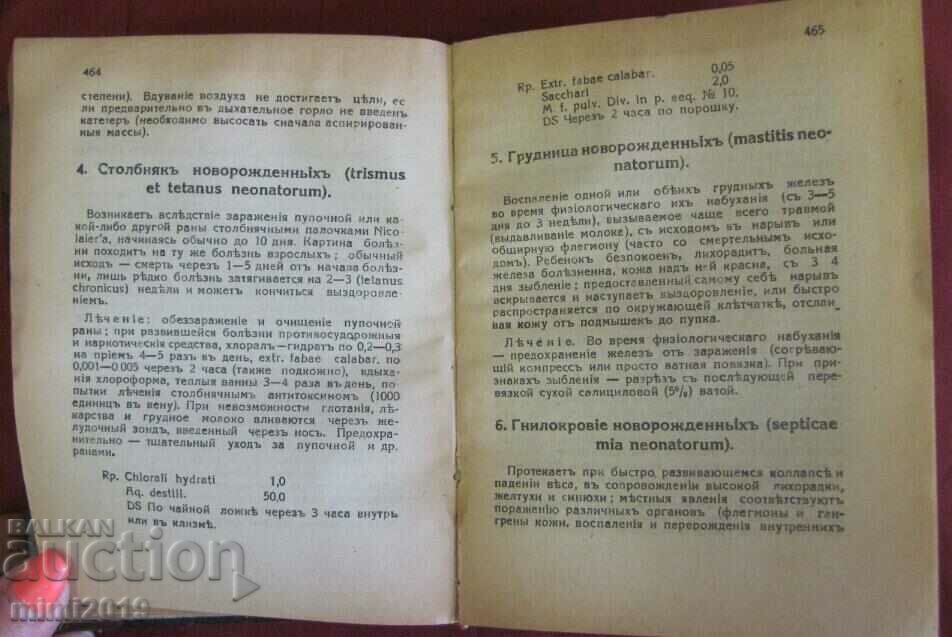 464
степени). Вдуваніе воздуха не достигаетъ цѣли, ес
ли предварительно въ дыхательное горло не введенъ
катетеръ (необходимо высосать сначала аспирирован-
ныя массы).
4. Столбнякъ новорожденныхъ (trismus
et tetanus neonatorum).
Возникаетъ вслѣдствіе зараженія пупочной или ка
кой-либо другой раны столбнячными палочками Nico-
laier'a, начинаясь обычно до 10 дня. Картина болѣз-
ни походитъ на ту же болѣзнь взрослыхъ; обычный
исходъ — смерть черезъ 1—5 дней отъ начала болѣз-
ни, лишь рѣдко болѣзнь затягивается на 2—3 (tetanus
chronicus) недѣли и можетъ кончиться выздоровле-
ніемъ.
Лѣченіе: обеззараженіе и очищеніе пупочной
раны; при развившейся болѣзни противосудорожныя
и наркотическія средства, хлоралъ-гидратъ по 0,2—0,3
на пріемъ 4—5 разъ въ день, extr. fabae calabar. по
0,001—0 005 черезъ 2 часа (также подкожно), вдыха-
нія хлороформа, теплыя ванны 3—4 раза въ день, по-
пытки лѣченія столбнячнымъ антитоксимомъ (1000
единицъ въ вену). При невозможности глотанія, лѣ-
карства и грудное молоко вливаются черезъ же-
лудочный зондъ, введенный черезъ носъ. Предохра-
нительно — тщательный уходъ за пупочной и др.
ранами.
Rp. Chlorali hydrati 1,0
Aq. destill. 50,0
DS По чайной ложкѣ черезъ 3 часа внутрь
или въ клизмѣ.
465
Rp. Extr. fabae calabar. 0,05
Sacchari 2,0
M. f. pulv. Div. in p. eeq. № 10.
DS Черезъ 2 часа по порошку.
5. Грудница новорожденныхъ (mastitis neo-
natorum).
Воспаленіе одной или обѣихъ грудныхъ железъ
во время физіологическаго ихъ набуханія (съ 3—5
дня до 3 недѣли), вызываемое чаще всего травмой
(выдавливаніе молоке), съ исходомъ въ нарывъ или
обширную флегмону (часто со смертельнымъ исхо-
домъ). Ребенокъ безпокоенъ, лихорадитъ, больная
железа болѣзненна, кожа надъ ней красна, съ 3 4
дня зыбленіе; предоставленный самому себѣ нарывъ
вскрывается и наступаетъ выздоровленіе, или быстро
распространяется по окружающей клѣтчаткѣ, отслаи-
вая кожу отъ подмышекъ до пупка.
Лѣченіе. Во время физіологическаго набуханія
— предохраненіе железъ отъ зараженія (согрѣваю-
щій компрессъ или просто ватная повязка). При при-
знакахъ зыбленія — разрѣзъ съ послѣдующей пере-
вязкой сухой салициловой (5%) ватой.
6. Гнилокровіе новорожденныхъ (septicae
mia neonatorum).
Протекаетъ при быстро развивающемся коллапсѣ и
паденіи вѣса, въ сопровожденіи высокой лихорадки,
желтухи и синюхи; мѣстныя явленія соотвѣтствуютъ
пораженію различныхъ органовъ (флегмоны и ган-
грены кожи, воспаленія и перерожденія внутреннихъ
BALKAN
auction
mimi2019